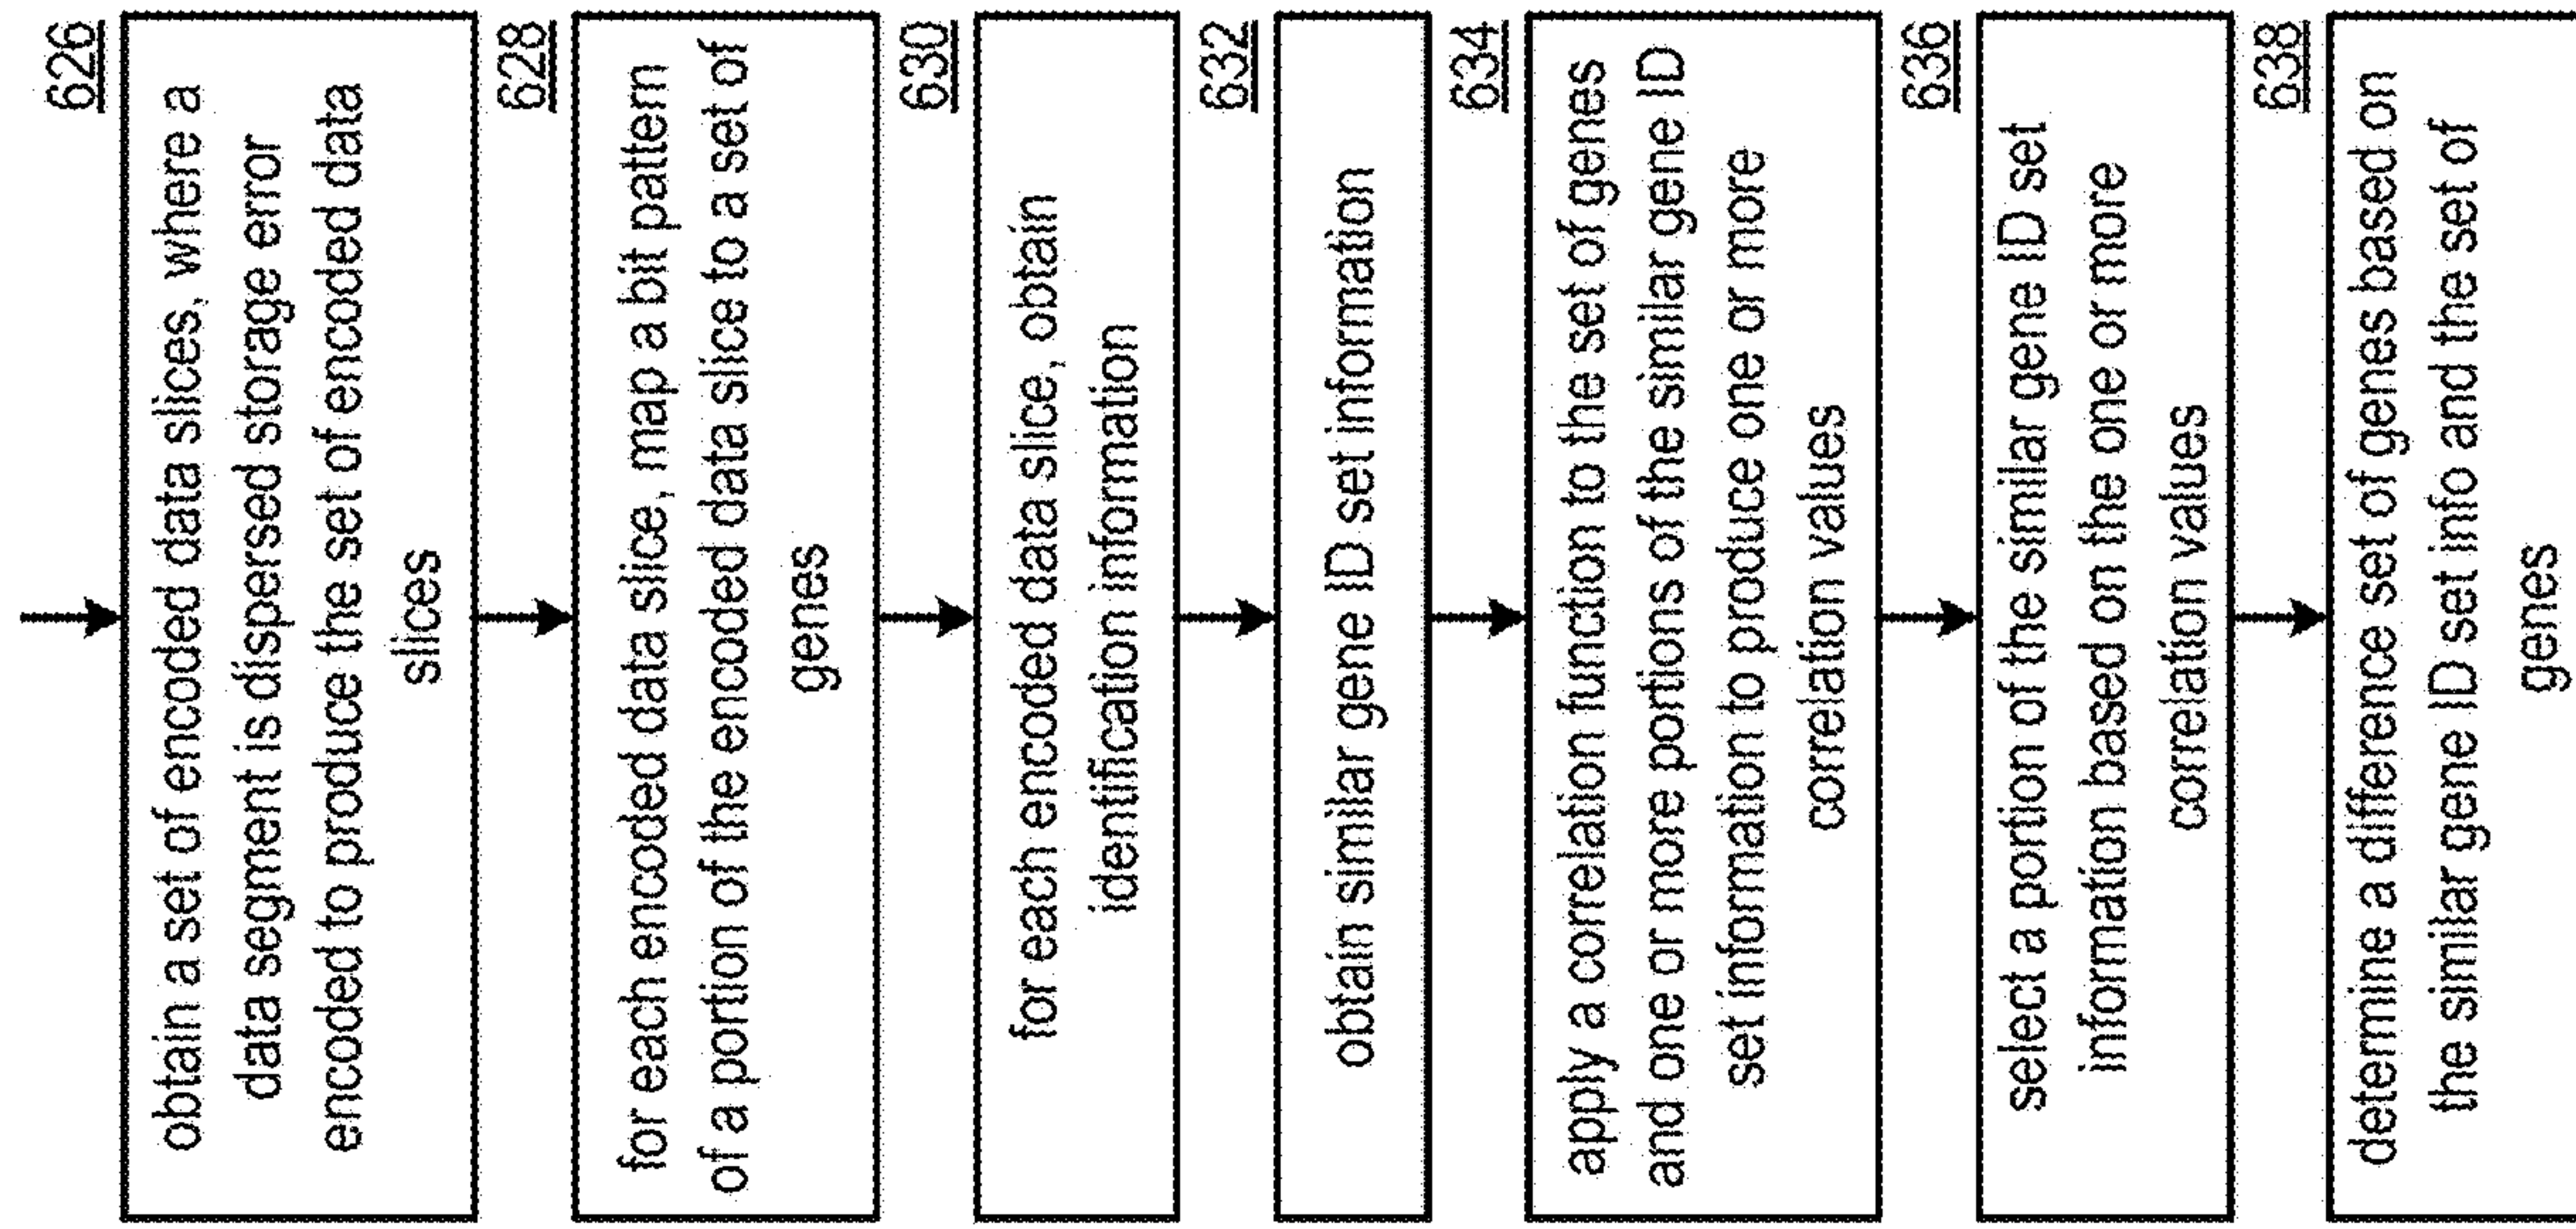 626
obtain a set of encoded data slices, where a
data segment is dispersed storage error
encoded to produce the set of encoded data
slices
628
for each encoded data slice, map a bit pattern
of a portion of the encoded data slice to a set of
genes
630
for each encoded data slice, obtain
identification information
632
obtain similar gene ID set information
634
apply a correlation function to the set of genes
and one or more portions of the similar gene ID
set information to produce one or more
correlation values
636
select a portion of the similar gene ID set
information based on the one or more
correlation values
638
determine a difference set of genes based on
the similar gene ID set info and the set of
genes